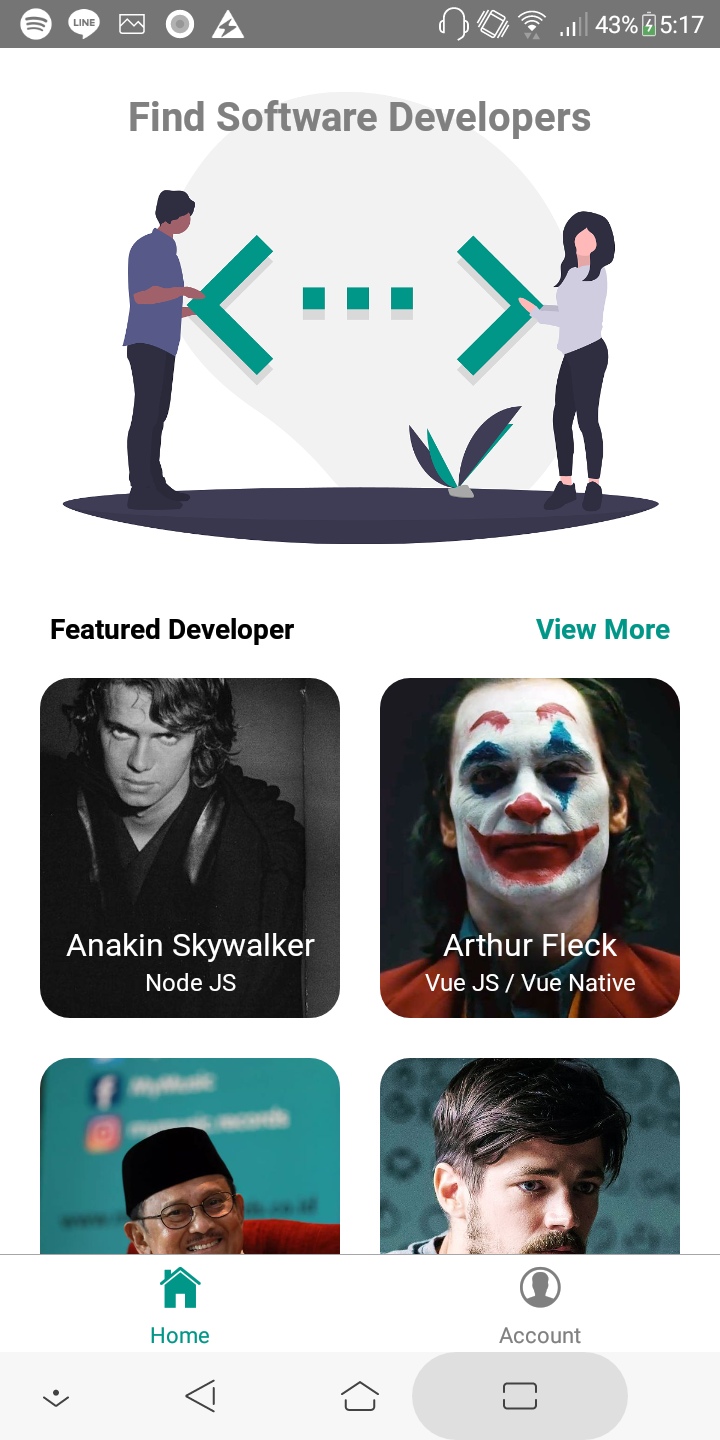 LINE
43%
5:17
Find Software Developers
Featured Developer
View More
Anakin Skywalker
Node JS
Arthur Fleck
Vue JS / Vue Native
MyMusic
Home
Account